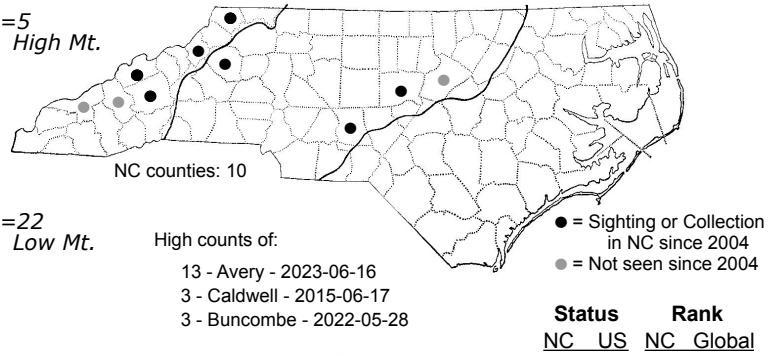 =5
High Mt.
NC counties: 10
=22
Low Mt.
High counts of:
13 - Avery - 2023-06-16
3 - Caldwell - 2015-06-17
3 - Buncombe - 2022-05-28
● = Sighting or Collection
in NC since 2004
● = Not seen since 2004
Status Rank
NC US NC Global